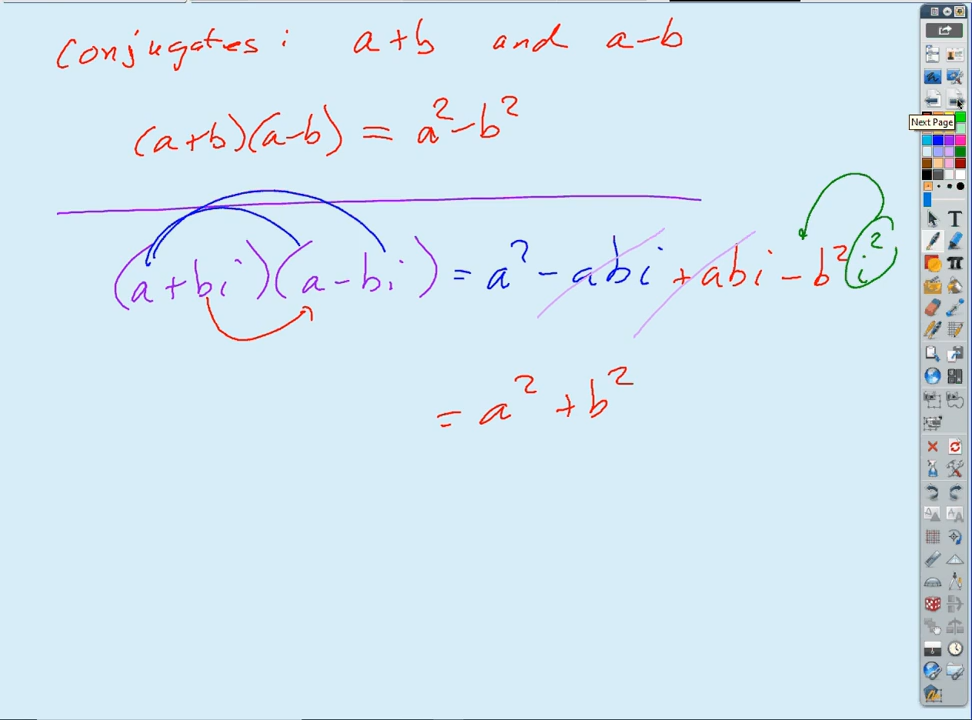 conjugates: a+b and a-b
(a+b)(a-b) = a²-b²
Next Page
(a+bi)(a-bi) = a² - abi + abi - b²i²
= a² + b²